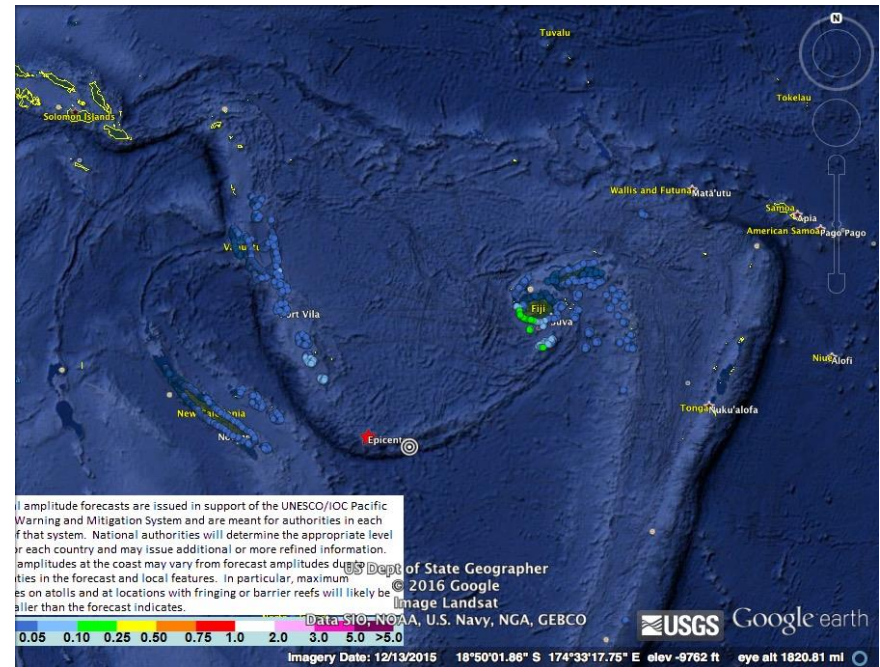 N
Tuvalu
Tokelau
Solomon Islands
Wallis and Futuna Mata'utu
Samoa
Apia
American Samoa Pago Pago
Port Vila
Fiji
Suva
Niue Alofi
New Caledonia
Tonga Nuku'alofa
Epicent
al amplitude forecasts are issued in support of the UNESCO/IOC Pacific
Warning and Mitigation System and are meant for authorities in each
of that system. National authorities will determine the appropriate level
or each country and may issue additional or more refined information.
amplitudes at the coast may vary from forecast amplitudes due to
ties in the forecast and local features. In particular, maximum
es on atolls and at locations with fringing or barrier reefs will likely be
aller than the forecast indicates.
US Dept of State Geographer
© 2016 Google
Image Landsat
Data SIO, NOAA, U.S. Navy, NGA, GEBCO
0.05 0.10 0.25 0.50 0.75 1.0 2.0 3.0 5.0 >5.0
USGS Google earth
Imagery Date: 12/13/2015 18°50'01.86" S 174°33'17.75" E elev -9762 ft eye alt 1820.81 mi